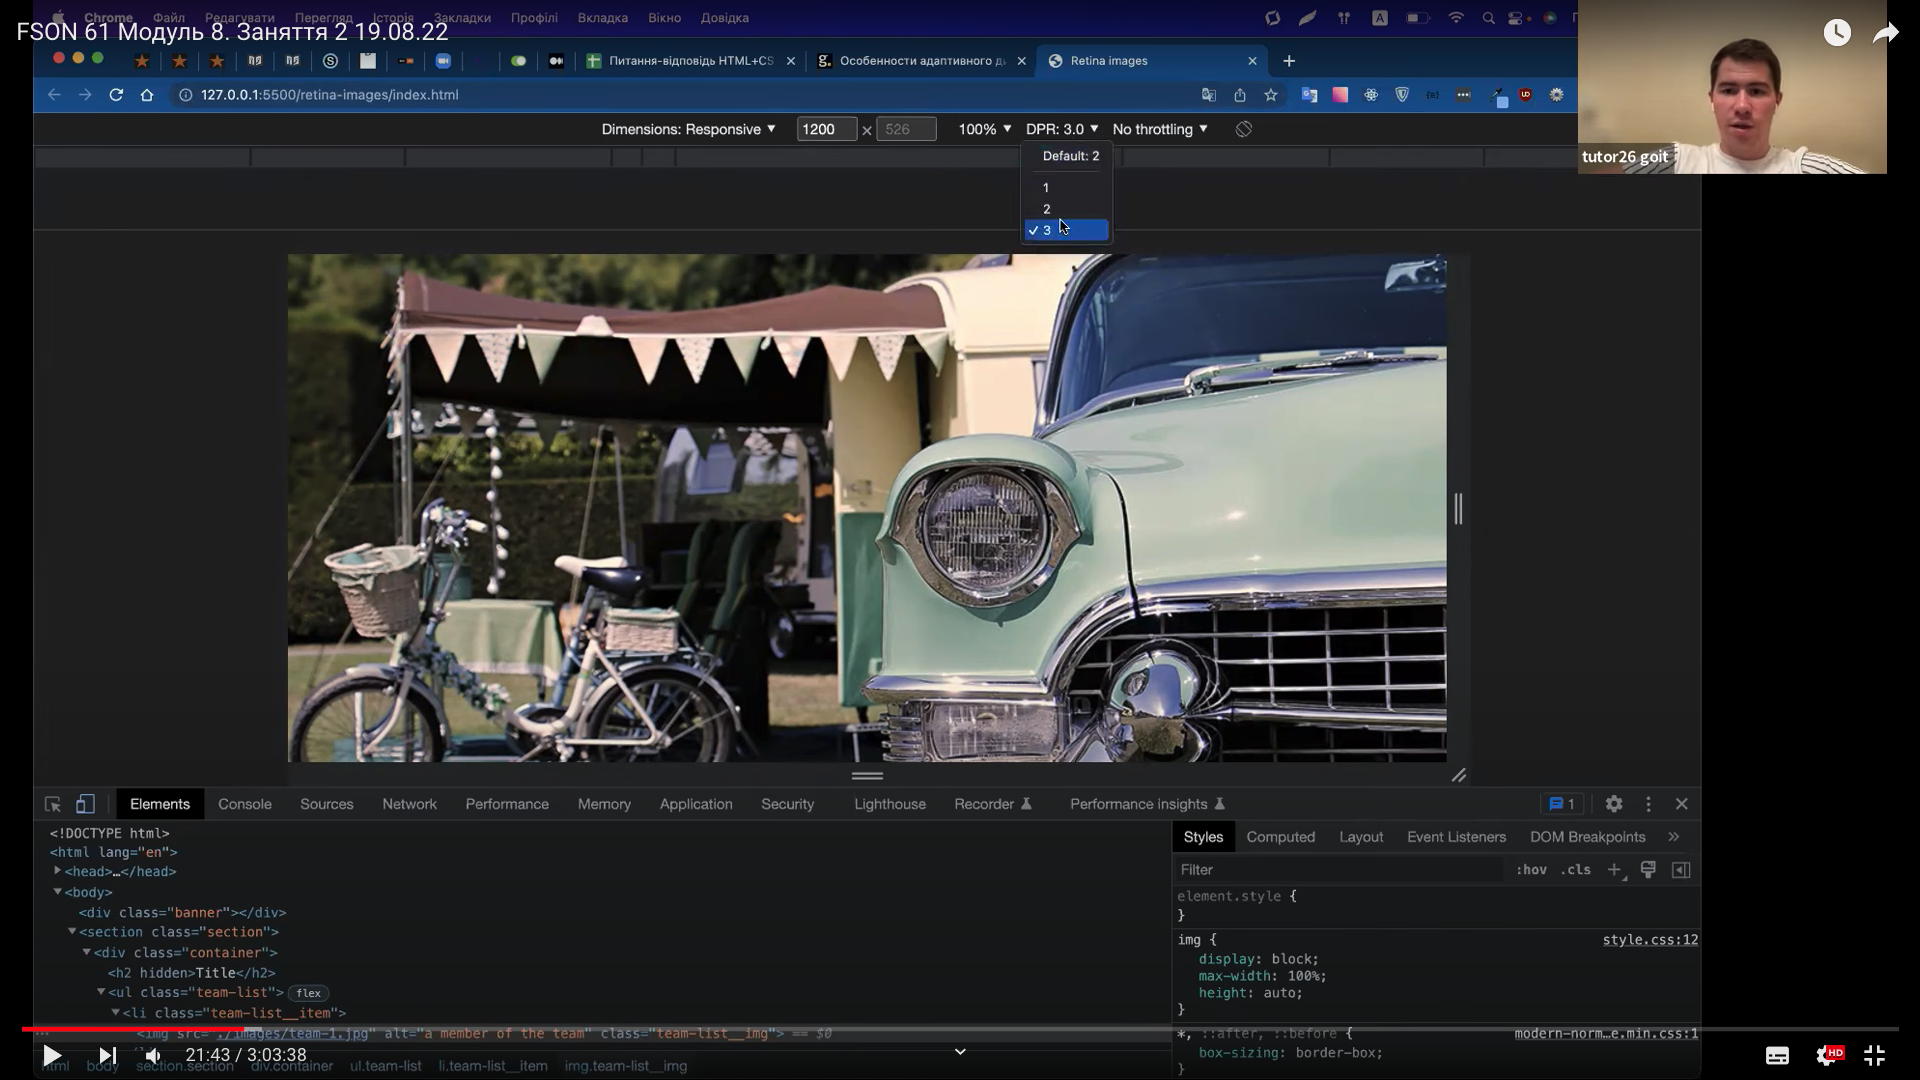 Chrome Файл Редагувати Перегляд Історія Закладки Профілі Вкладка Вікно Довідка
FSON 61 Модуль 8. Заняття 2 19.08.22
Питання-відповідь HTML+CS
Особенности адаптивного ди
Retina images
127.0.0.1:5500/retina-images/index.html
tutor26 goit
Dimensions: Responsive 1200 × 526 100% DPR: 3.0 No throttling
Default: 2
1
2
3
Elements Console Sources Network Performance Memory Application Security Lighthouse Recorder Performance insights 1
<!DOCTYPE html>
<html lang="en">
<head>…</head>
<body>
<div class="banner"></div>
<section class="section">
<div class="container">
<h2 hidden>Title</h2>
<ul class="team-list"> flex
<li class="team-list__item">
<img src="./images/team-1.jpg" alt="a member of the team" class="team-list__img"> == $0
Styles Computed Layout Event Listeners DOM Breakpoints
Filter :hov .cls
element.style {
}
img { style.css:12
display: block;
max-width: 100%;
height: auto;
}
*, ::after, ::before { modern-norm…e.min.css:1
box-sizing: border-box;
}
21:43 / 3:03:38
HD
html body section.section div.container ul.team-list li.team-list__item img.team-list__img